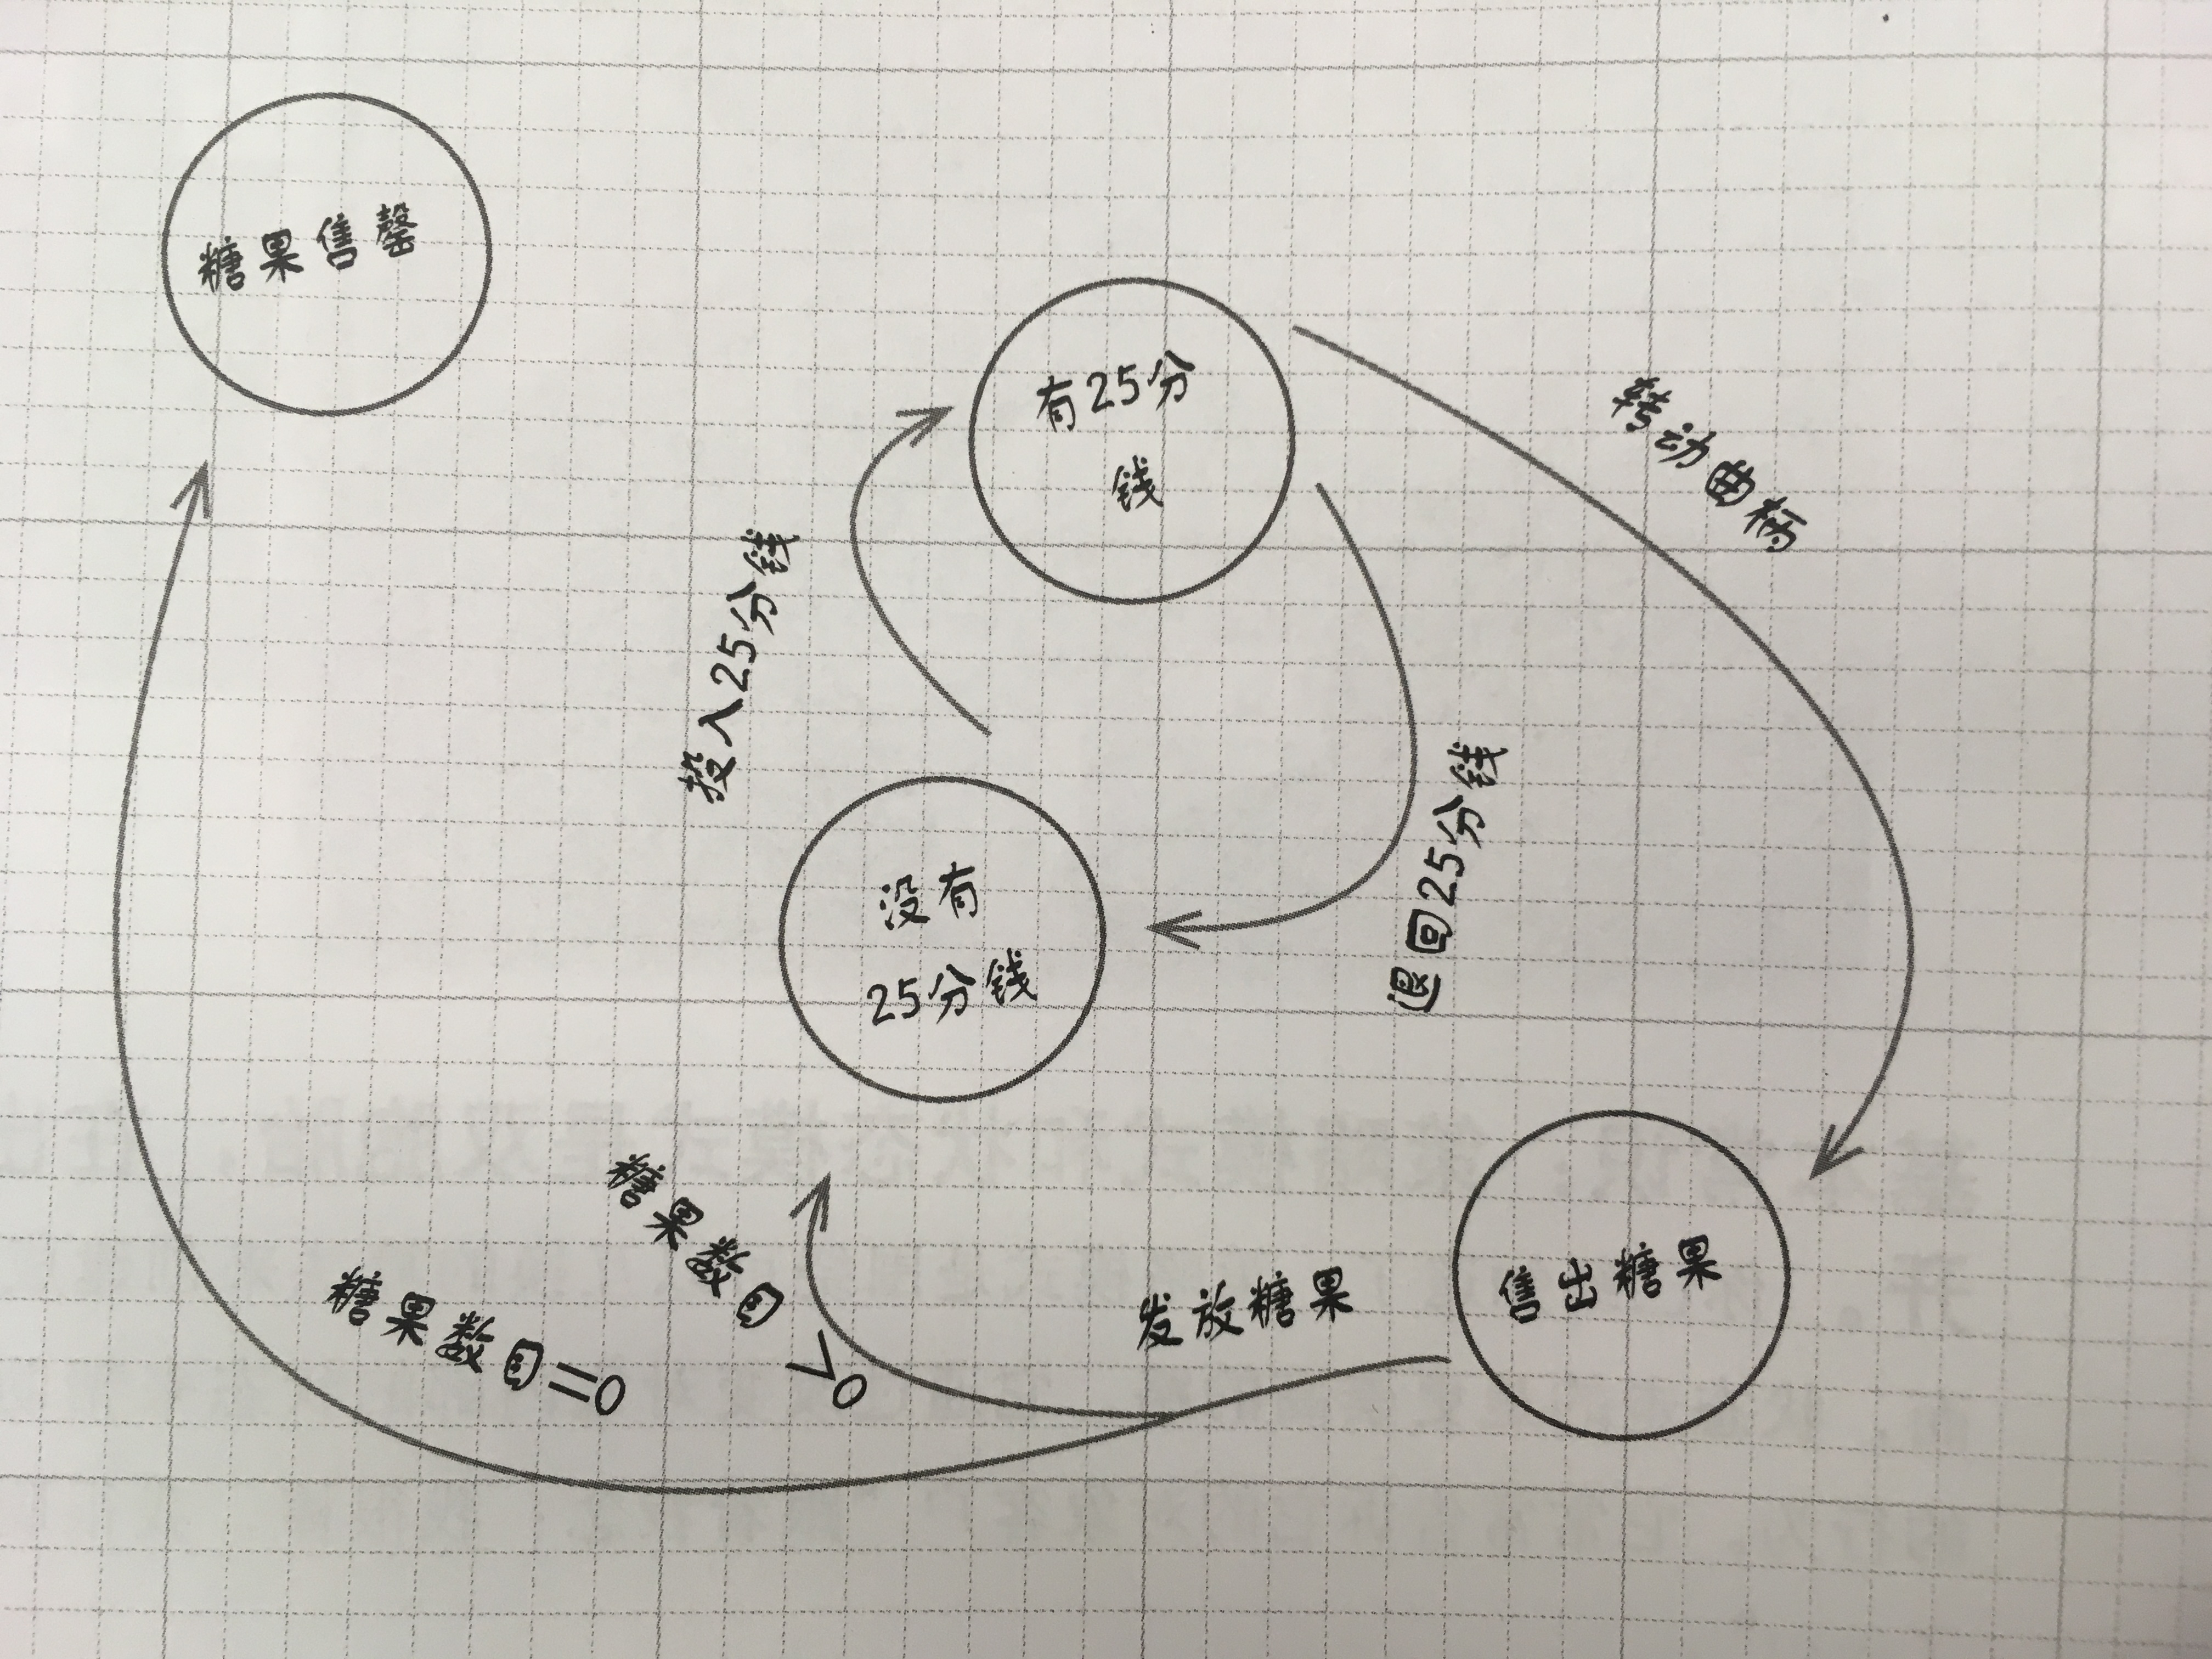 糖果售罄
糖果数目=0
糖果数目
>0
投入25分钱
没有
25分钱
有25分
钱
发放糖果
退回25分钱
售出糖果
转动曲柄